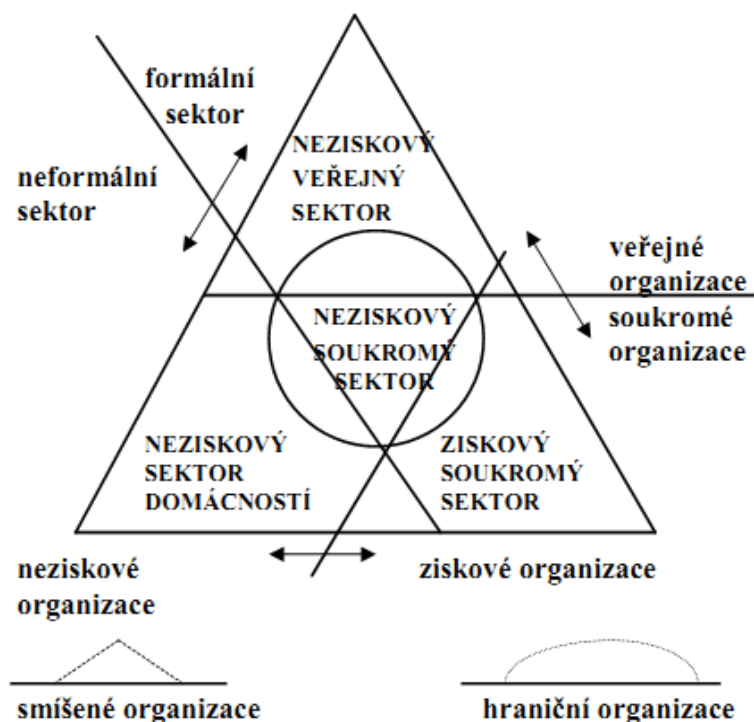 formální
sektor
neformální
sektor
NEZISKOVÝ
VEŘEJNÝ
SEKTOR
veřejné
organizace
soukromé
organizace
NEZISKOVÝ
SOUKROMÝ
SEKTOR
NEZISKOVÝ
SEKTOR
DOMÁCNOSTÍ
ZISKOVÝ
SOUKROMÝ
SEKTOR
neziskové
organizace
ziskové organizace
smíšené organizace
hraniční organizace